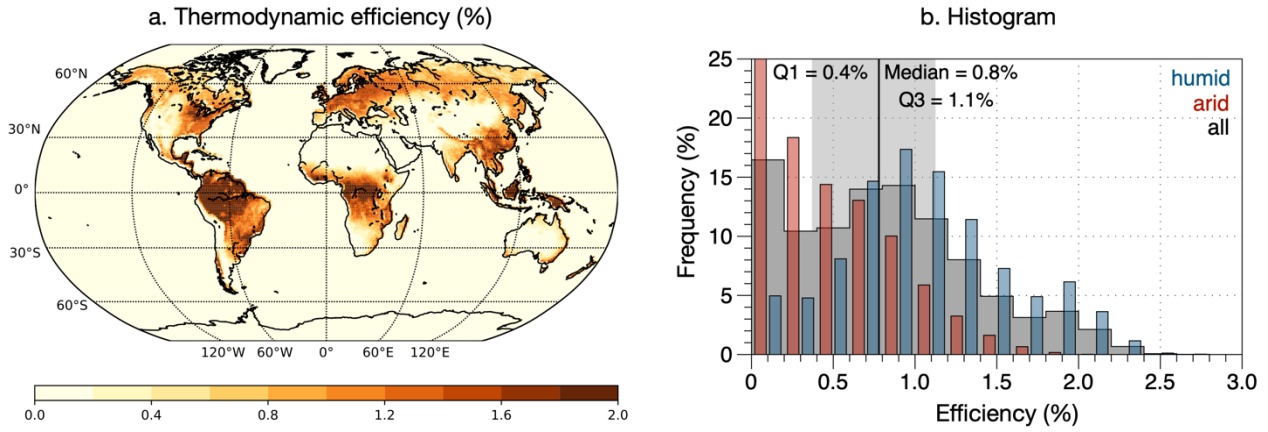 a. Thermodynamic efficiency (%)
60°N
30°N
0°
30°S
60°S
120°W 60°W 0° 60°E 120°E
0.0 0.4 0.8 1.2 1.6 2.0
b. Histogram
Frequency (%)
25
20
15
10
5
0
Q1 = 0.4% Median = 0.8%
Q3 = 1.1%
humid
arid
all
0 0.5 1.0 1.5 2.0 2.5 3.0
Efficiency (%)